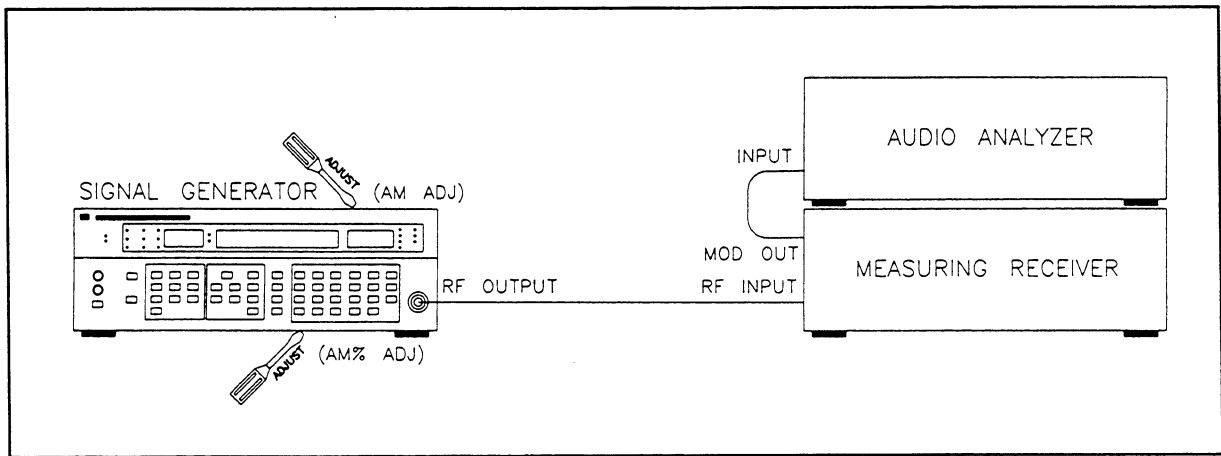 AUDIO ANALYZER
INPUT
ADJUST
SIGNAL GENERATOR (AM ADJ)
MOD OUT
MEASURING RECEIVER
RF OUTPUT
RF INPUT
ADJUST
(AM% ADJ)